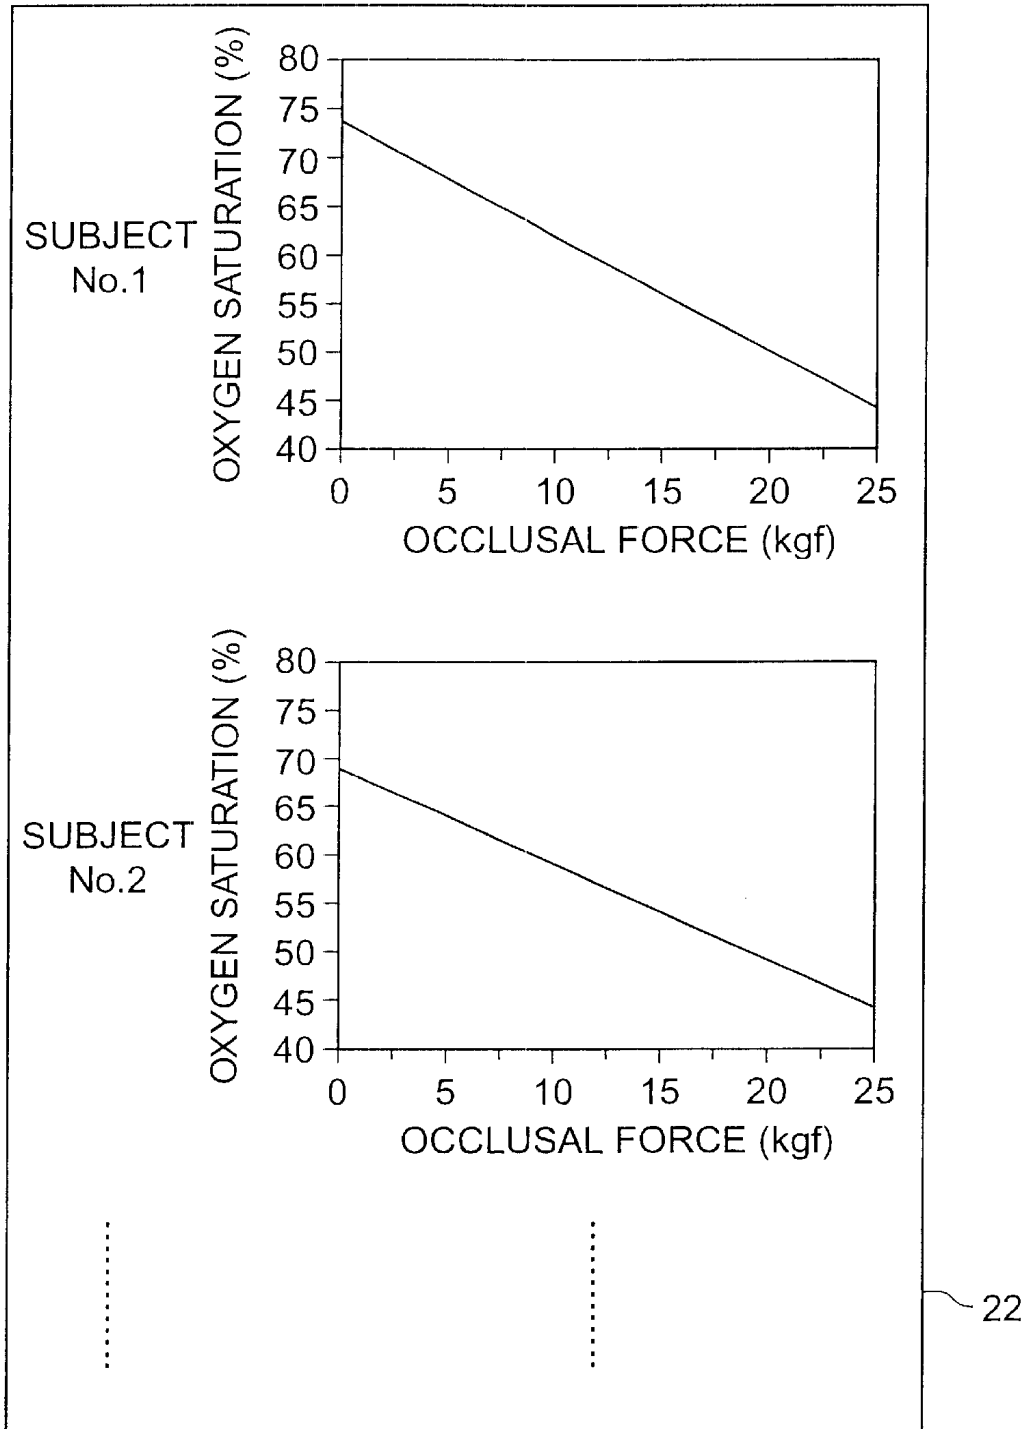 SUBJECT
No.1
OXYGEN SATURATION (%)
80
75
70
65
60
55
50
45
40
0 5 10 15 20 25
OCCLUSAL FORCE (kgf)
SUBJECT
No.2
OXYGEN SATURATION (%)
80
75
70
65
60
55
50
45
40
0 5 10 15 20 25
OCCLUSAL FORCE (kgf)
22